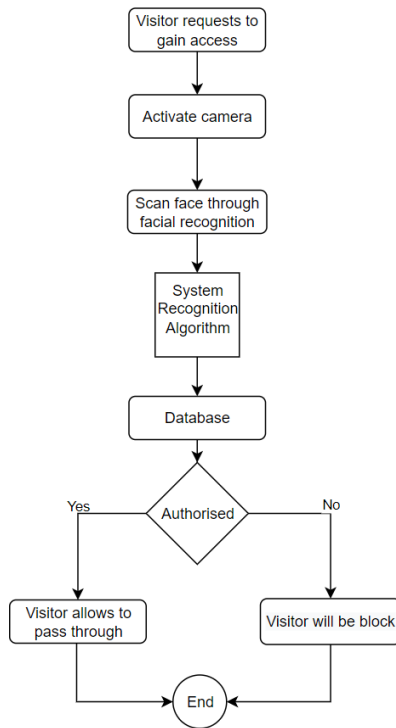 Visitor requests to
gain access
Activate camera
Scan face through
facial recognition
System
Recognition
Algorithm
Database
Authorised
Yes
No
Visitor allows to
pass through
Visitor will be block
End